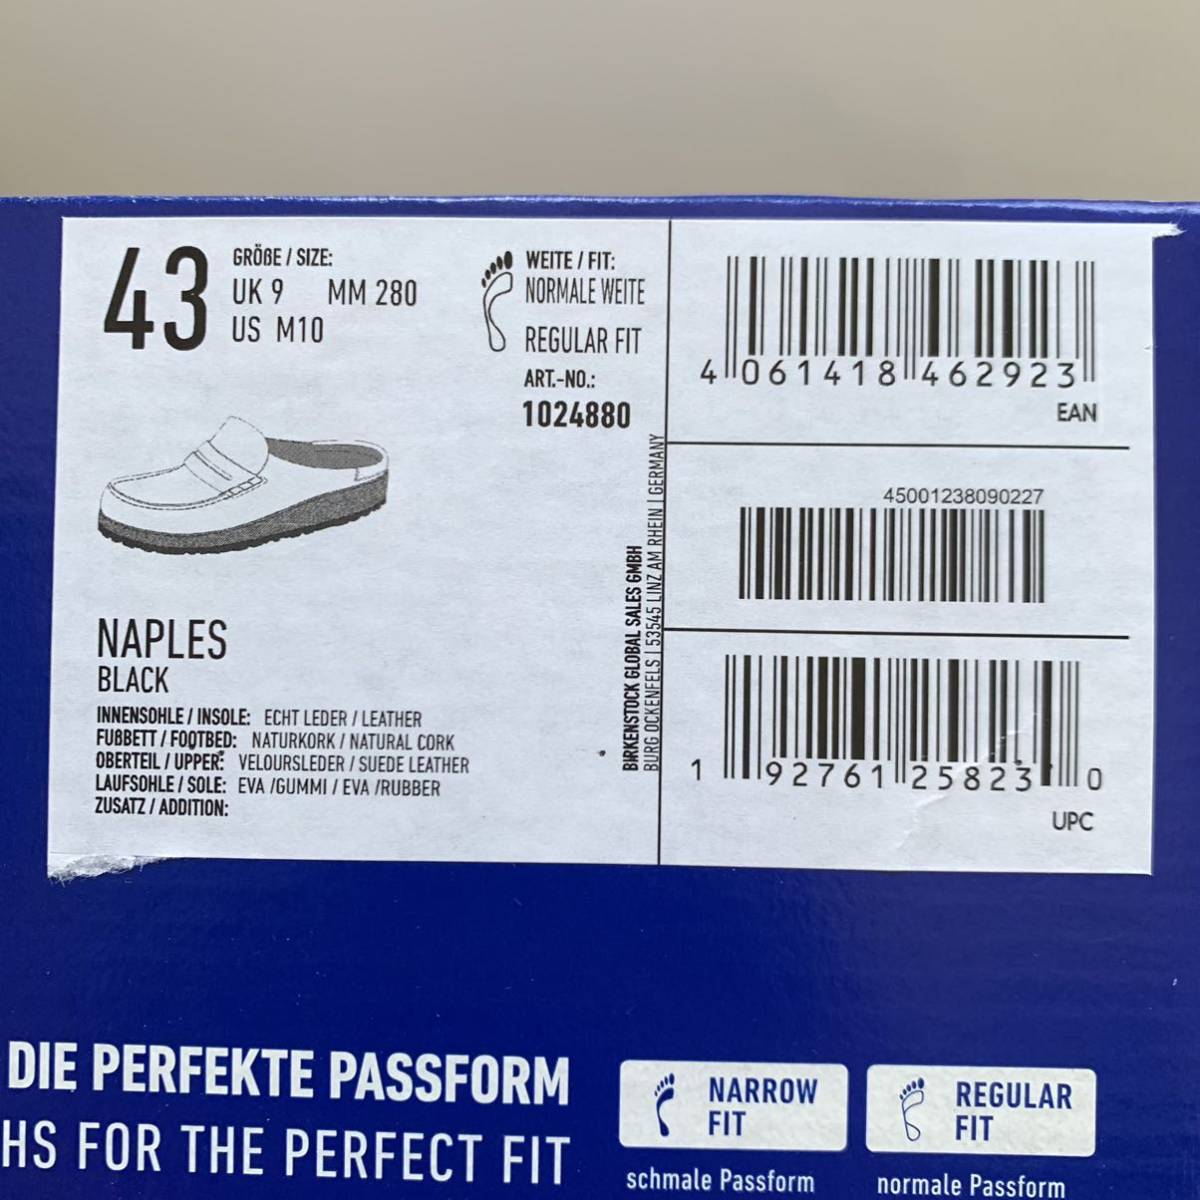 43
GRÖßE / SIZE:
UK 9 MM 280
US M10
WEITE / FIT:
NORMALE WEITE
REGULAR FIT
ART.-NO.:
1024880
NAPLES
BLACK
INNENSOHLE / INSOLE: ECHT LEDER / LEATHER
FUßBETT / FOOTBED: NATURKORK / NATURAL CORK
OBERTEIL / UPPER: VELOURSLEDER / SUEDE LEATHER
LAUFSOHLE / SOLE: EVA /GUMMI / EVA /RUBBER
ZUSATZ / ADDITION:
BIRKENSTOCK GLOBAL SALES GMBH
BURG OCKENFELS | 53545 LINZ AM RHEIN | GERMANY
4 061418 462923
EAN
45001238090227
1 92761 25823 0
UPC
DIE PERFEKTE PASSFORM
HS FOR THE PERFECT FIT
NARROW
FIT
schmale Passform
REGULAR
FIT
normale Passform